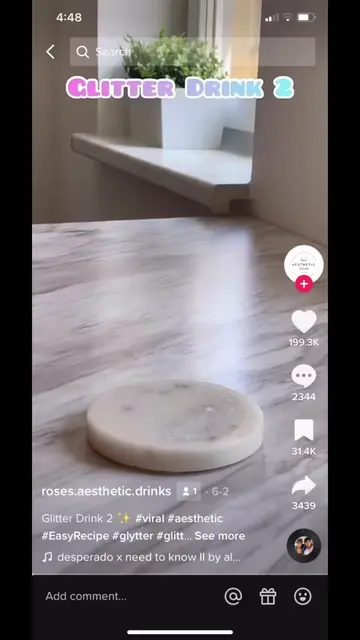 4:48
Search
GLITTER DRINK 2
199.3K
2344
31.4K
3439
roses.aesthetic.drinks 1 · 6-2
Glitter Drink 2 ✨ #viral #aesthetic
#EasyRecipe #glytter #glitt... See more
desperado x need to know II by al...
Add comment...